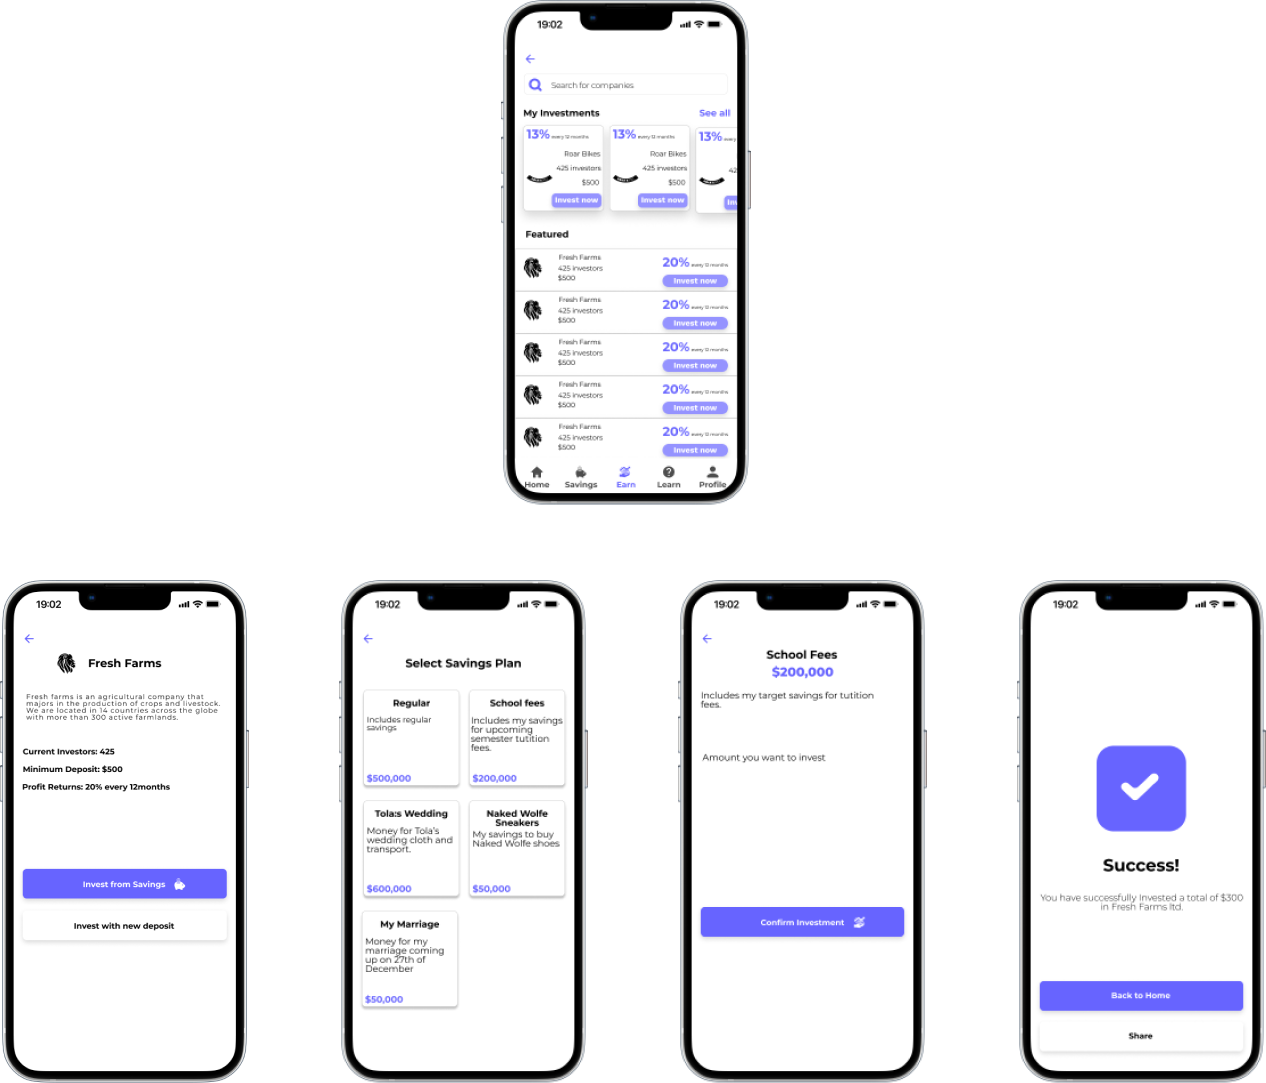 19:02
Search for companies
My Investments See all
13% every 12 months 13% every 12 months 13% every
Roar Bikes Roar Bikes
425 investors 425 investors 42
$500 $500
Invest now Invest now Inv
Featured
Fresh Farms
425 investors
$500
20% every 12 months
Invest now
Fresh Farms
425 investors
$500
20% every 12 months
Invest now
Fresh Farms
425 investors
$500
20% every 12 months
Invest now
Fresh Farms
425 investors
$500
20% every 12 months
Invest now
Fresh Farms
425 investors
$500
20% every 12 months
Invest now
Home Savings Earn Learn Profile
19:02
Fresh Farms
Fresh farms is an agricultural company that
majors in the production of crops and livestock.
We are located in 14 countries across the globe
with more than 300 active farmlands.
Current Investors: 425
Minimum Deposit: $500
Profit Returns: 20% every 12months
Invest from Savings
Invest with new deposit
19:02
Select Savings Plan
Regular
Includes regular
savings
$500,000
School fees
Includes my savings
for upcoming
semester tutition
fees.
$200,000
Tola:s Wedding
Money for Tola's
wedding cloth and
transport.
$600,000
Naked Wolfe
Sneakers
My savings to buy
Naked Wolfe shoes
$50,000
My Marriage
Money for my
marriage coming
up on 27th of
December
$50,000
19:02
School Fees
$200,000
Includes my target savings for tutition
fees.
Amount you want to invest
Confirm Investment
19:02
Success!
You have successfully Invested a total of $300
in Fresh Farms ltd.
Back to Home
Share